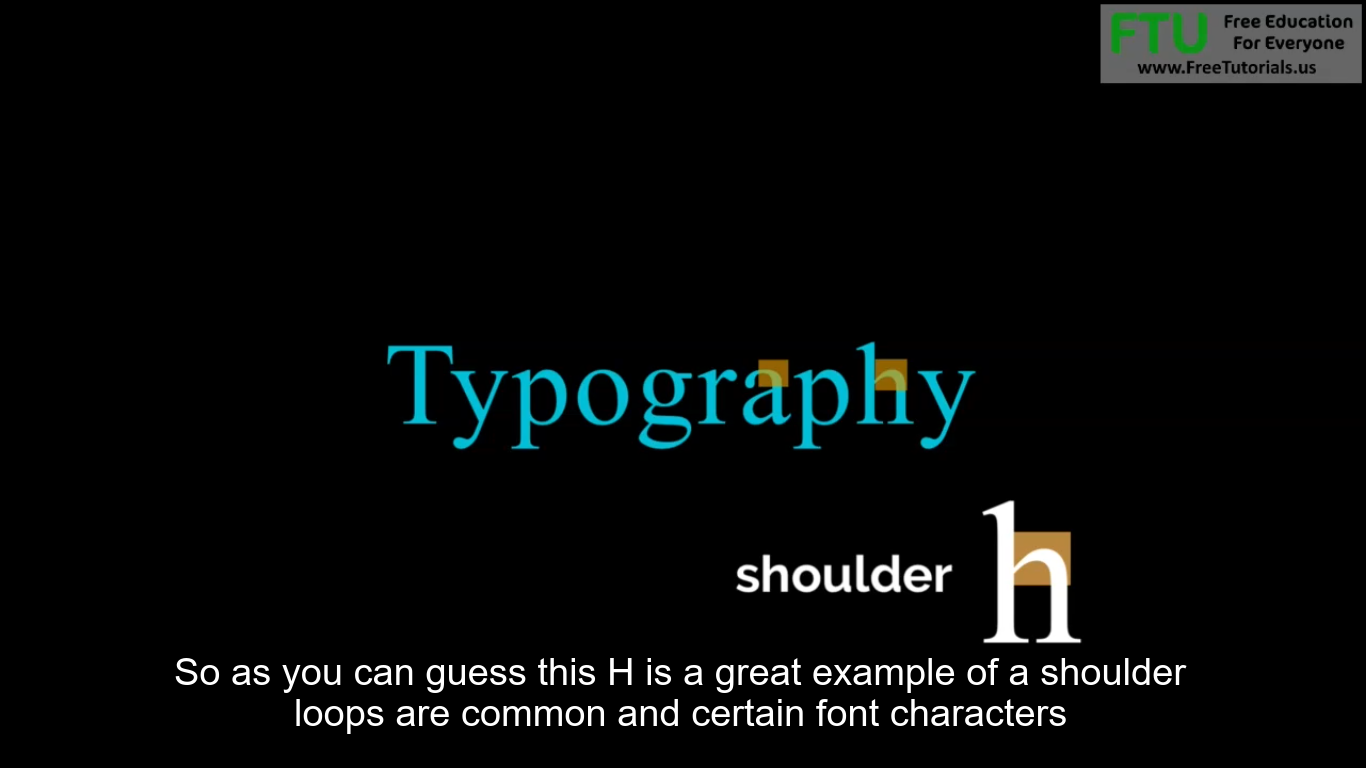 FTU
Free Education
For Everyone
www.FreeTutorials.us
Typography
shoulder
h
So as you can guess this H is a great example of a shoulder
loops are common and certain font characters